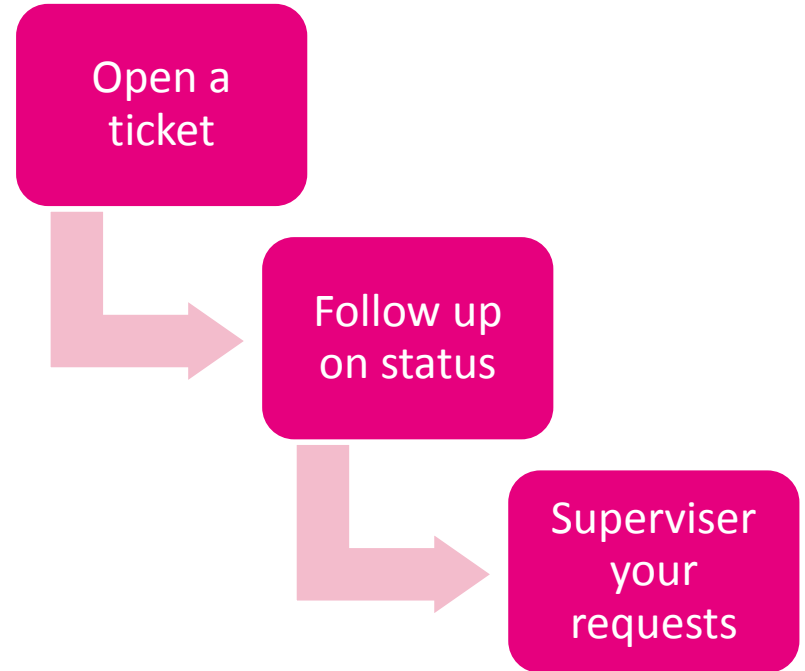 Open a
ticket
Follow up
on status
Superviser
your
requests